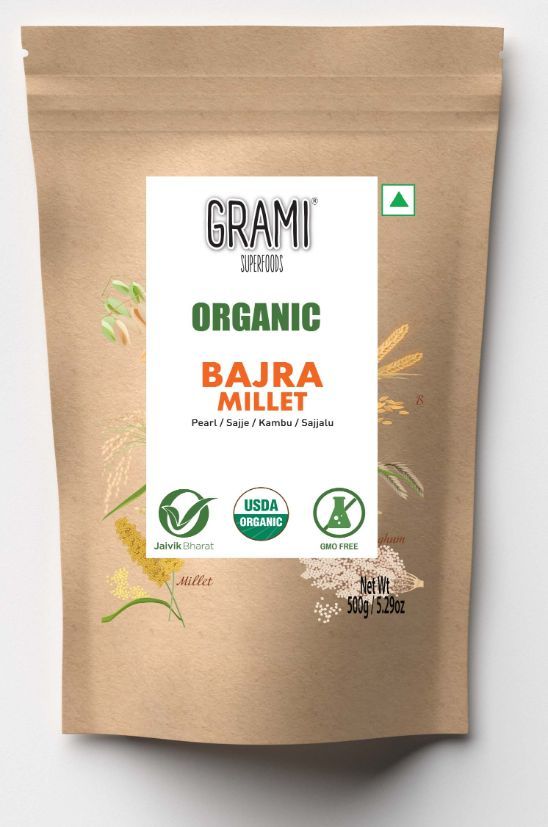 GRAMI®
SUPERFOODS
ORGANIC
BAJRA
MILLET
Pearl / Sajje / Kambu / Sajjalu
B
USDA
ORGANIC
Jaivik Bharat
GMO FREE
ghum
Millet
Net Wt
500g / 5.29oz